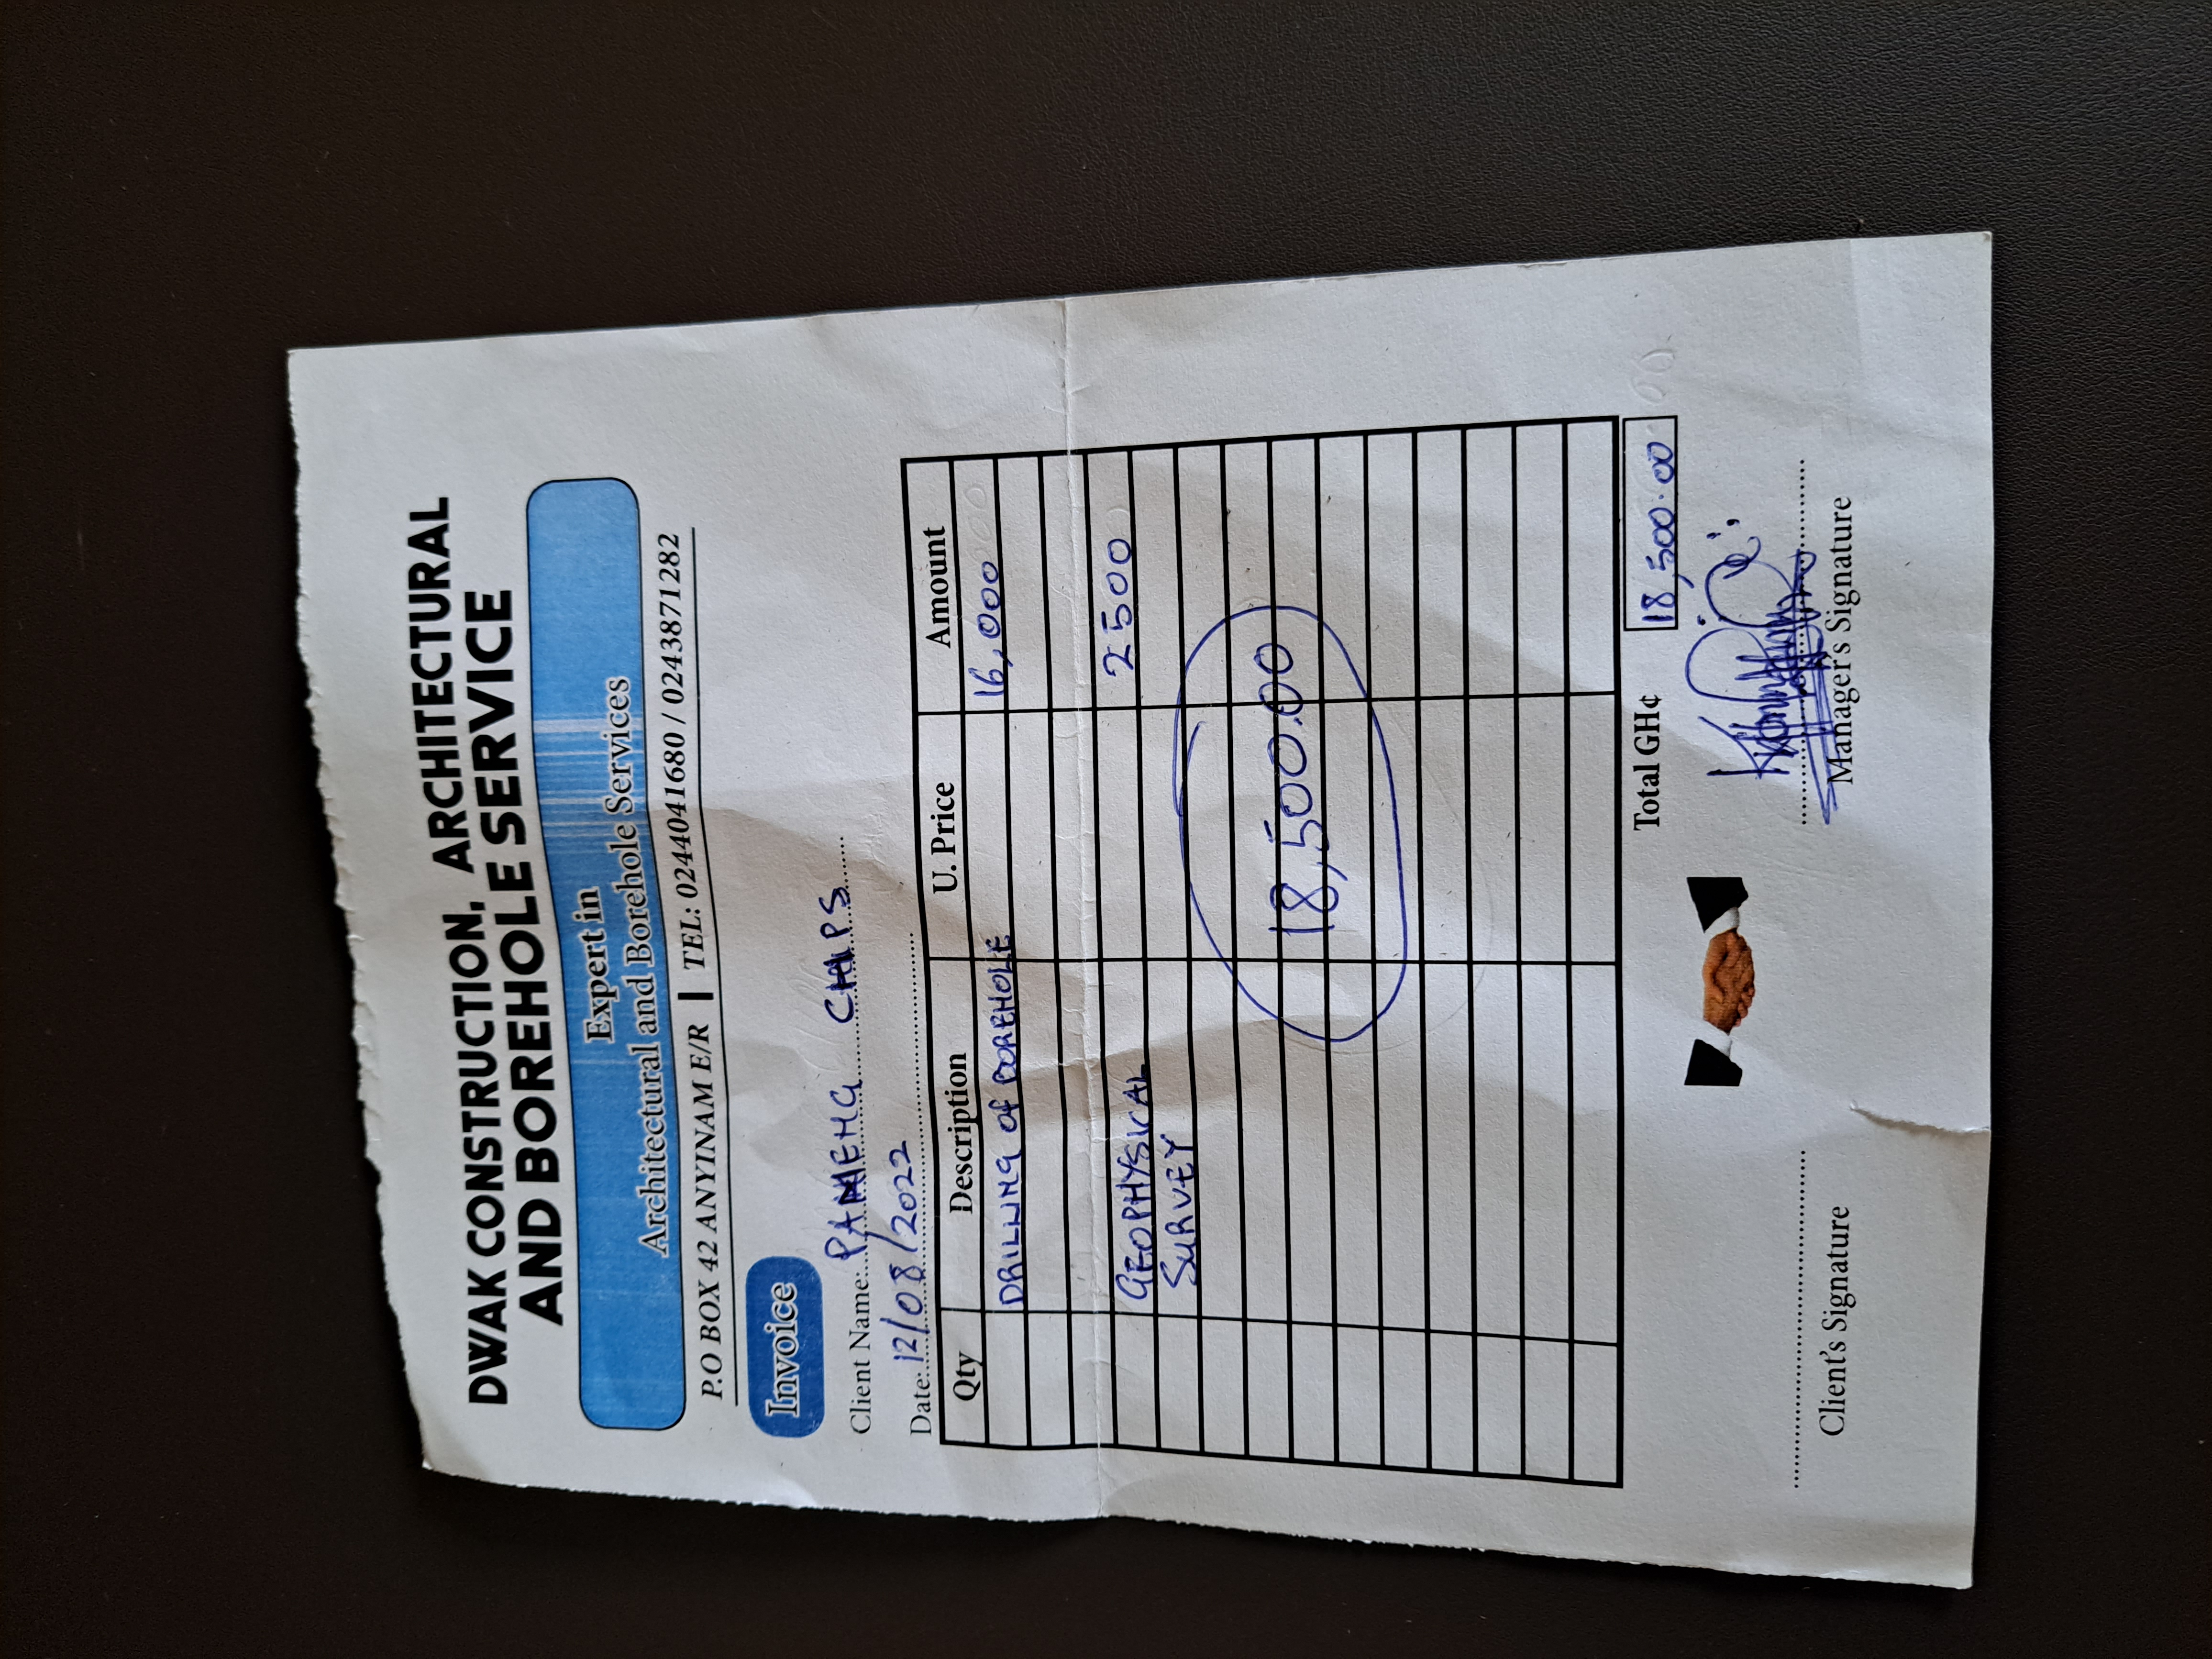 DWAK CONSTRUCTION, ARCHITECTURAL
AND BOREHOLE SERVICE
Expert in
Architectural and Borehole Services
P.O BOX 42 ANYINAM E/R | TEL: 0244041680 / 0243871282
Invoice
Client Name: PAMENG CHIPS
Date: 12/08/2022
Qty Description U. Price Amount
DRILLING OF BOREHOLE 16,000
GEOPHYSICAL 2500
SURVEY
18,500.00
Total GH¢ 18,500.00
Client's Signature Manager's Signature